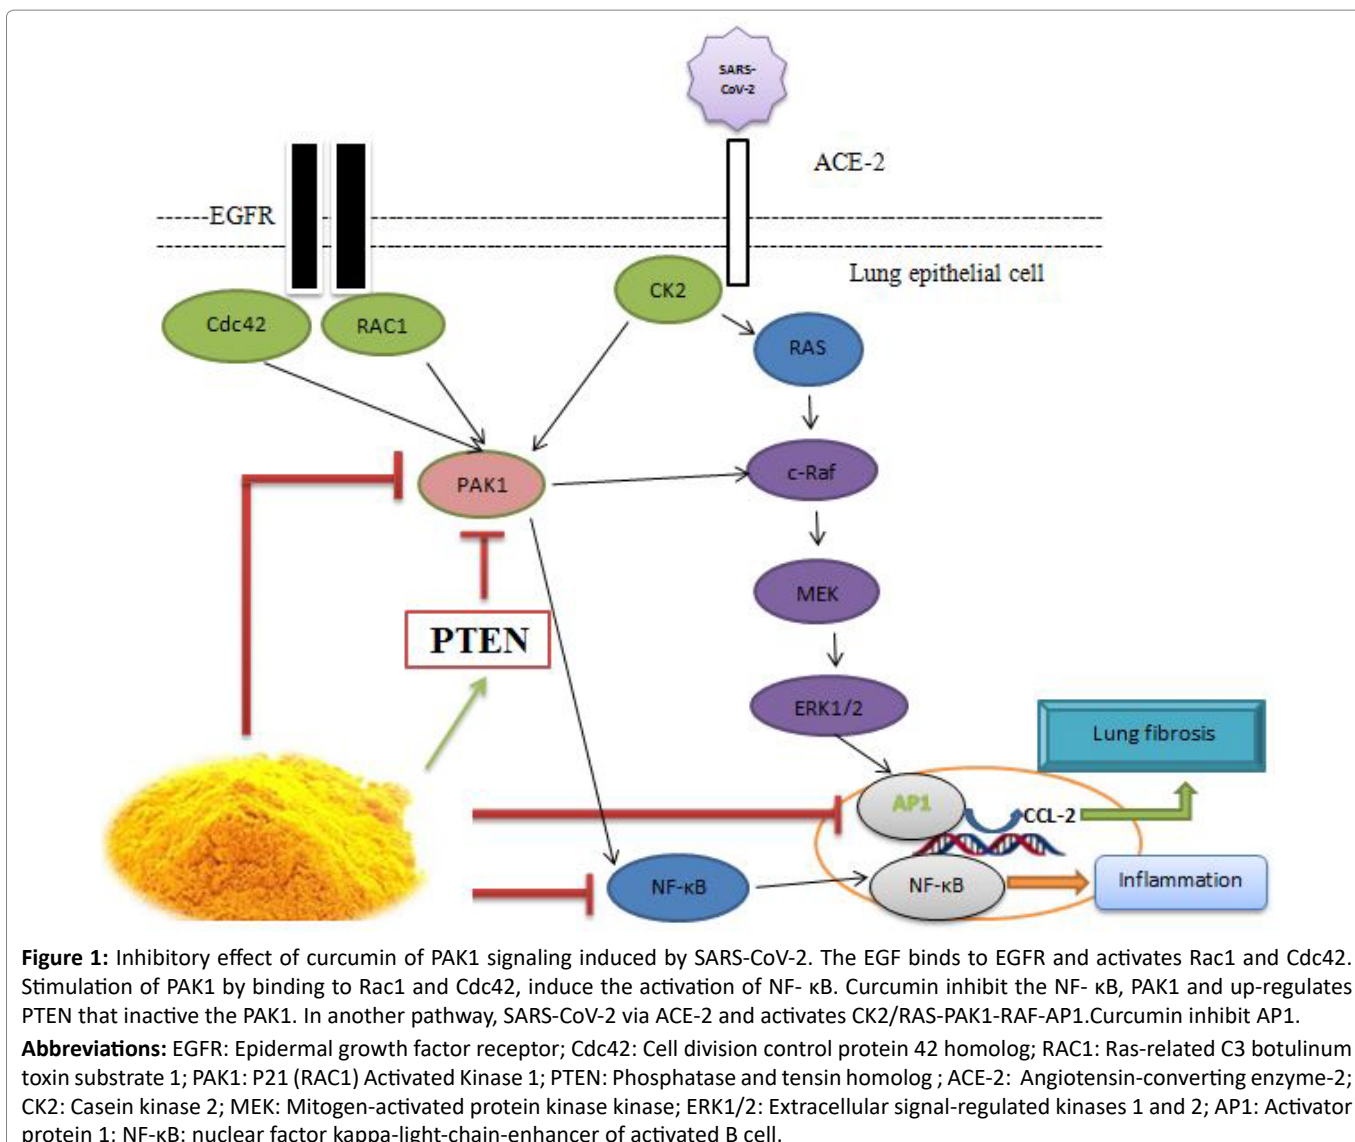 SARS-
CoV-2
ACE-2
EGFR
Lung epithelial cell
CK2
Cdc42
RAC1
RAS
PAK1
c-Raf
MEK
PTEN
ERK1/2
Lung fibrosis
AP1
CCL-2
NF-κB
NF-κB
Inflammation
Figure 1: Inhibitory effect of curcumin of PAK1 signaling induced by SARS-CoV-2. The EGF binds to EGFR and activates Rac1 and Cdc42.
Stimulation of PAK1 by binding to Rac1 and Cdc42, induce the activation of NF- κB. Curcumin inhibit the NF- κB, PAK1 and up-regulates
PTEN that inactive the PAK1. In another pathway, SARS-CoV-2 via ACE-2 and activates CK2/RAS-PAK1-RAF-AP1.Curcumin inhibit AP1.
Abbreviations: EGFR: Epidermal growth factor receptor; Cdc42: Cell division control protein 42 homolog; RAC1: Ras-related C3 botulinum
toxin substrate 1; PAK1: P21 (RAC1) Activated Kinase 1; PTEN: Phosphatase and tensin homolog ; ACE-2: Angiotensin-converting enzyme-2;
CK2: Casein kinase 2; MEK: Mitogen-activated protein kinase kinase; ERK1/2: Extracellular signal-regulated kinases 1 and 2; AP1: Activator
protein 1; NF-κB: nuclear factor kappa-light-chain-enhancer of activated B cell.